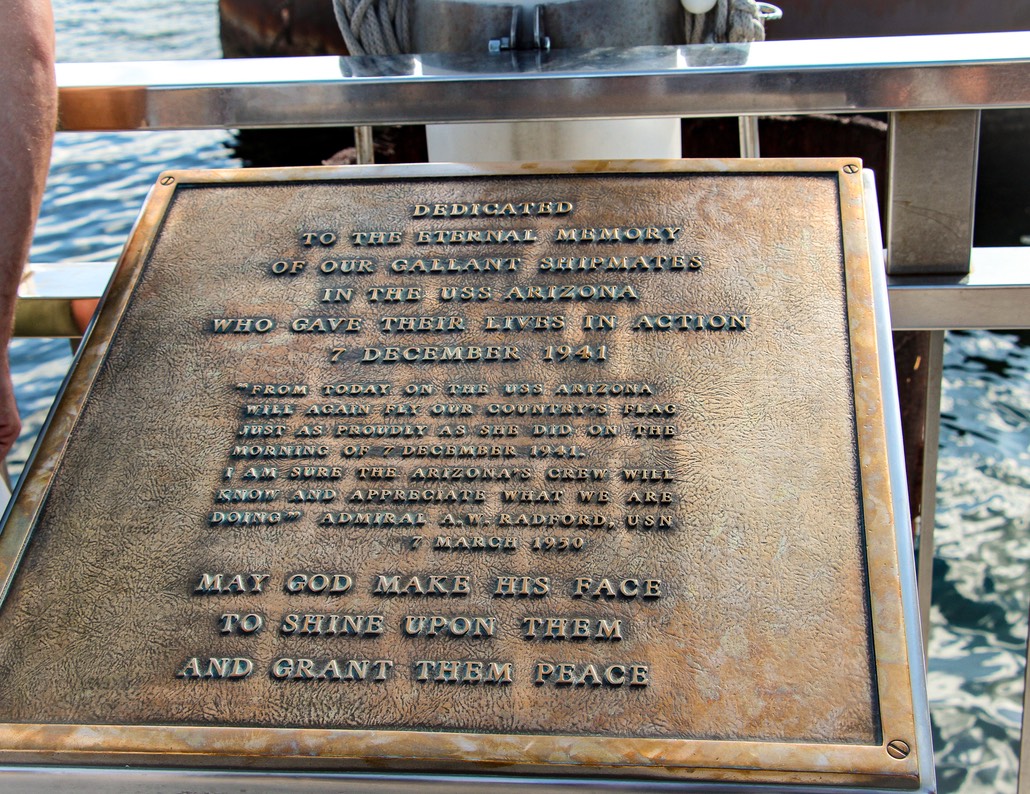 DEDICATED
TO THE ETERNAL MEMORY
OF OUR GALLANT SHIPMATES
IN THE USS ARIZONA
WHO GAVE THEIR LIVES IN ACTION
7 DECEMBER 1941
"FROM TODAY ON THE USS ARIZONA
WILL AGAIN FLY OUR COUNTRY'S FLAG
JUST AS PROUDLY AS SHE DID ON THE
MORNING OF 7 DECEMBER 1941.
I AM SURE THE ARIZONA'S CREW WILL
KNOW AND APPRECIATE WHAT WE ARE
DOING" ADMIRAL A.W. RADFORD, USN
7 MARCH 1950
MAY GOD MAKE HIS FACE
TO SHINE UPON THEM
AND GRANT THEM PEACE